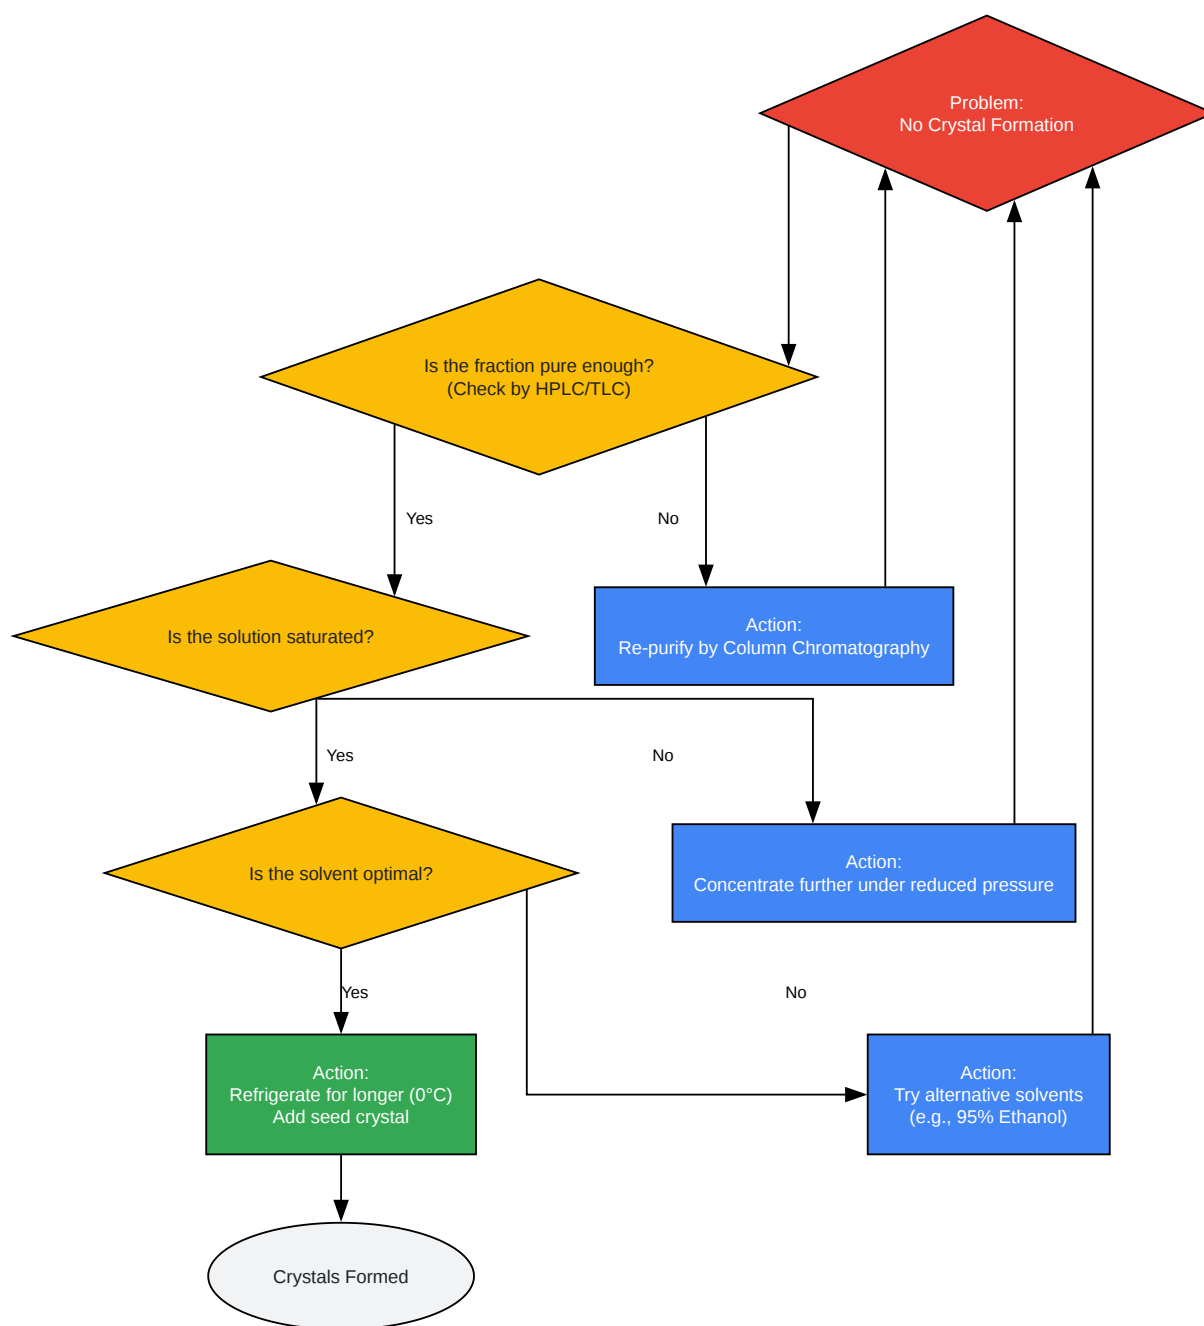 Problem:
No Crystal Formation
Is the fraction pure enough?
(Check by HPLC/TLC)
Yes
No
Is the solution saturated?
Action:
Re-purify by Column Chromatography
Yes
No
Is the solvent optimal?
Action:
Concentrate further under reduced pressure
Yes
No
Action:
Refrigerate for longer (0°C)
Add seed crystal
Action:
Try alternative solvents
(e.g., 95% Ethanol)
Crystals Formed